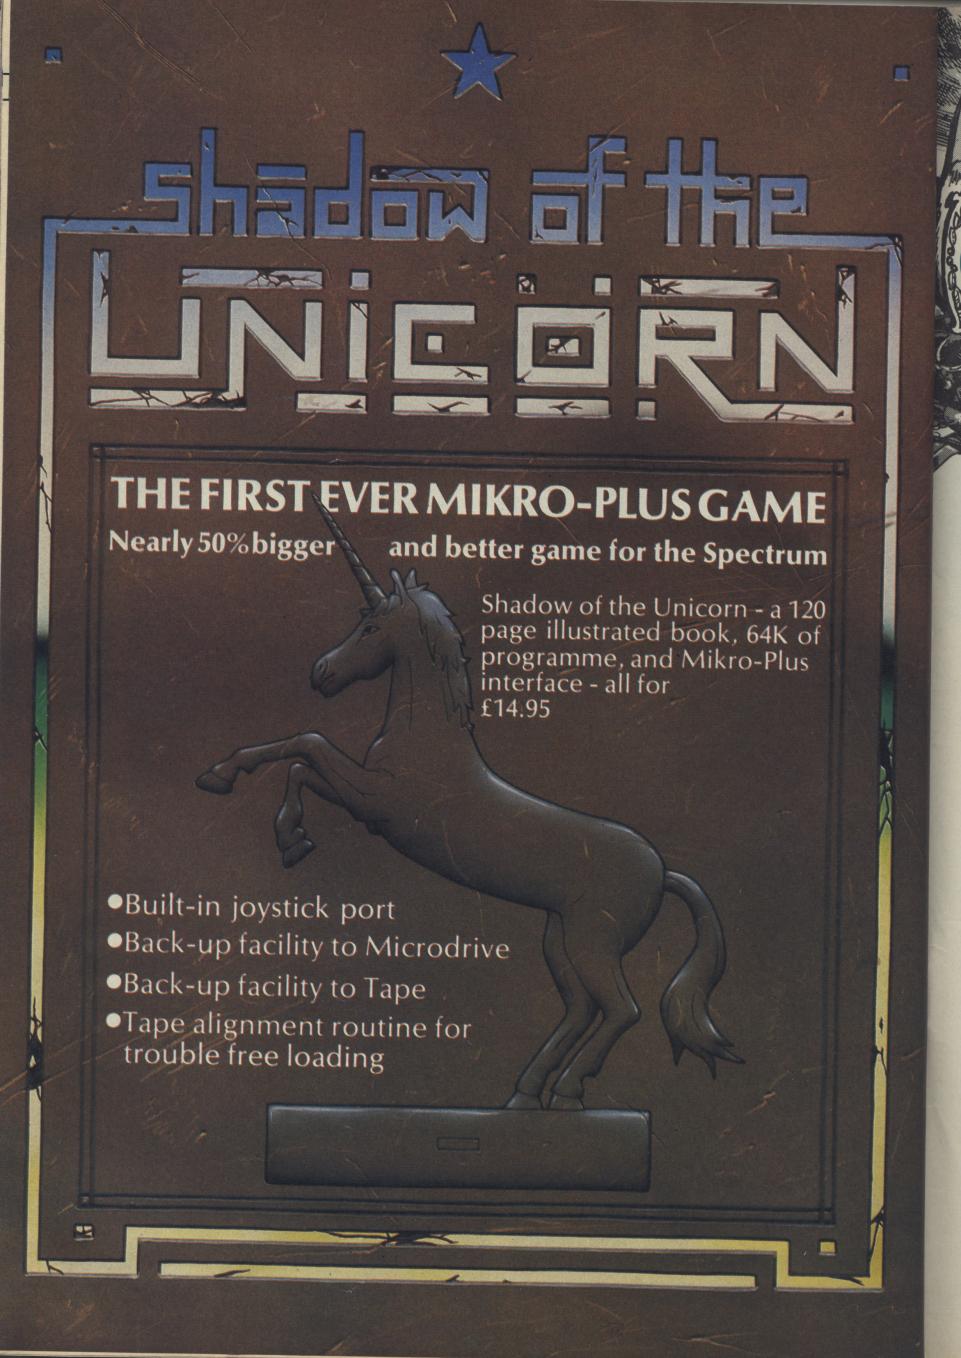 shadow of the
UNiCORN
THE FIRST EVER MIKRO-PLUS GAME
Nearly 50% bigger and better game for the Spectrum
Shadow of the Unicorn - a 120
page illustrated book, 64K of
programme, and Mikro-Plus
interface - all for
£14.95
●Built-in joystick port
●Back-up facility to Microdrive
●Back-up facility to Tape
●Tape alignment routine for
trouble free loading